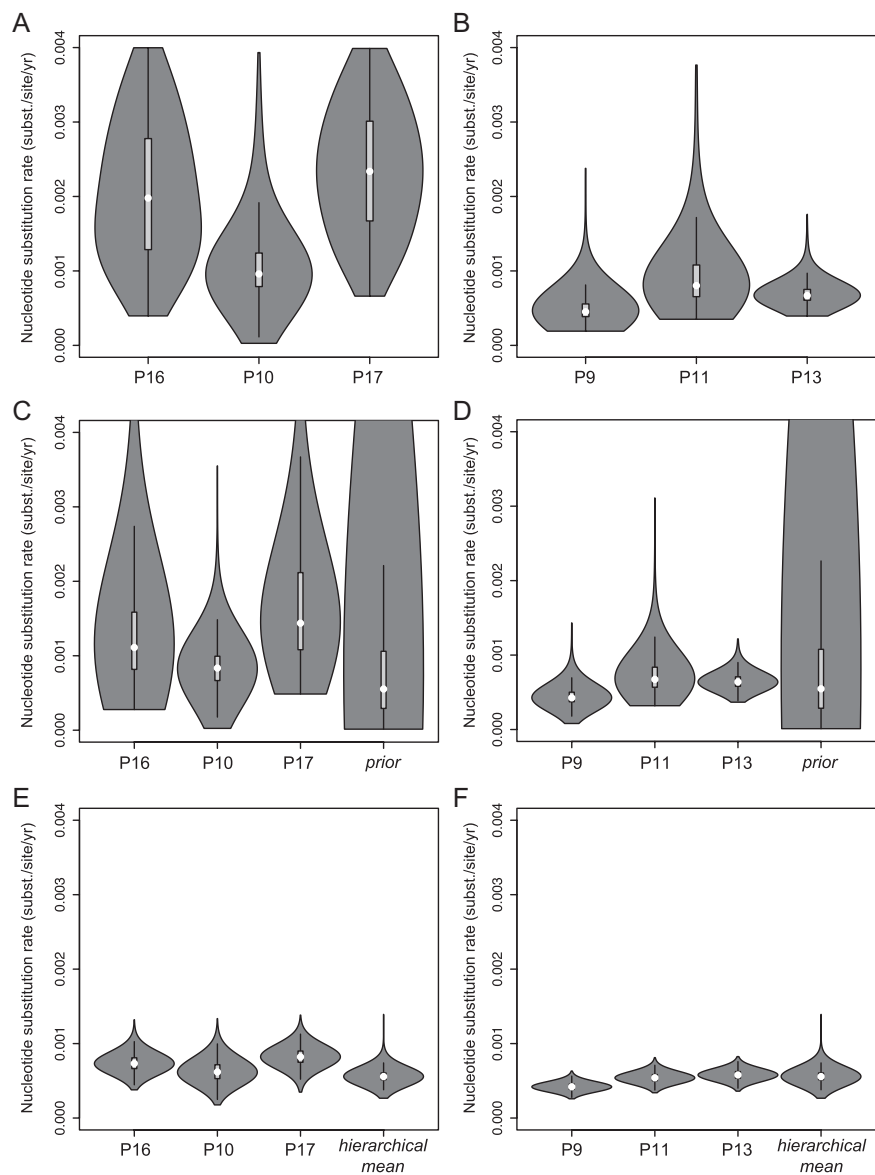 A
B
Nucleotide substitution rate (subst./site/yr)
0.004
0.003
0.002
0.001
0.000
P16 P10 P17
Nucleotide substitution rate (subst./site/yr)
0.004
0.003
0.002
0.001
0.000
P9 P11 P13
C
D
Nucleotide substitution rate (subst./site/yr)
0.004
0.003
0.002
0.001
0.000
P16 P10 P17 prior
Nucleotide substitution rate (subst./site/yr)
0.004
0.003
0.002
0.001
0.000
P9 P11 P13 prior
E
F
Nucleotide substitution rate (subst./site/yr)
0.004
0.003
0.002
0.001
0.000
P16 P10 P17 hierarchical
mean
Nucleotide substitution rate (subst./site/yr)
0.004
0.003
0.002
0.001
0.000
P9 P11 P13 hierarchical
mean